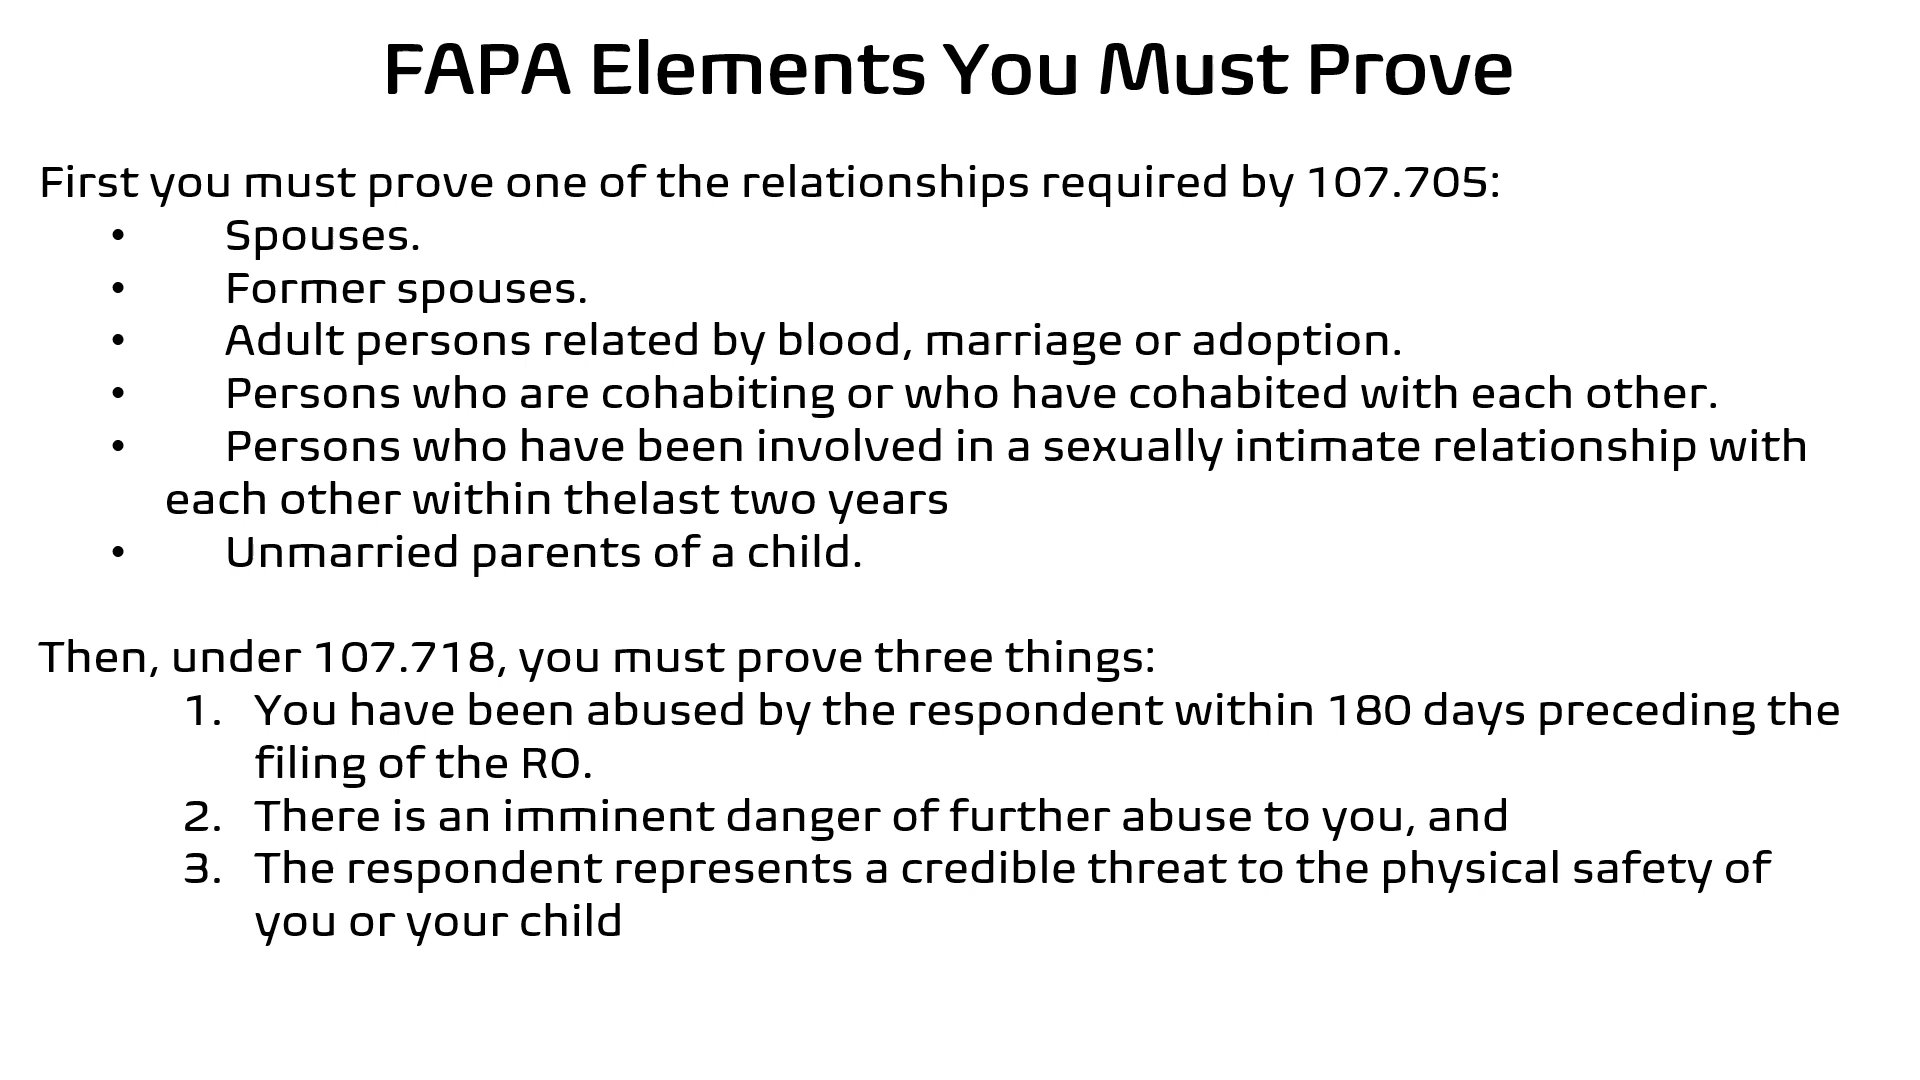 FAPA Elements You Must Prove
First you must prove one of the relationships required by 107.705:
• Spouses.
• Former spouses.
• Adult persons related by blood, marriage or adoption.
• Persons who are cohabiting or who have cohabited with each other.
• Persons who have been involved in a sexually intimate relationship with
each other within thelast two years
• Unmarried parents of a child.
Then, under 107.718, you must prove three things:
1. You have been abused by the respondent within 180 days preceding the
filing of the RO.
2. There is an imminent danger of further abuse to you, and
3. The respondent represents a credible threat to the physical safety of
you or your child